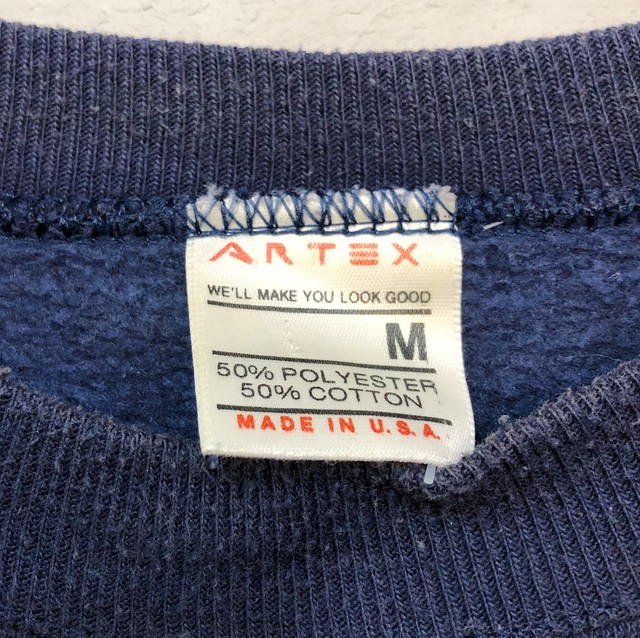 ARTEX
WE'LL MAKE YOU LOOK GOOD
M
50% POLYESTER
50% COTTON
MADE IN U.S.A.